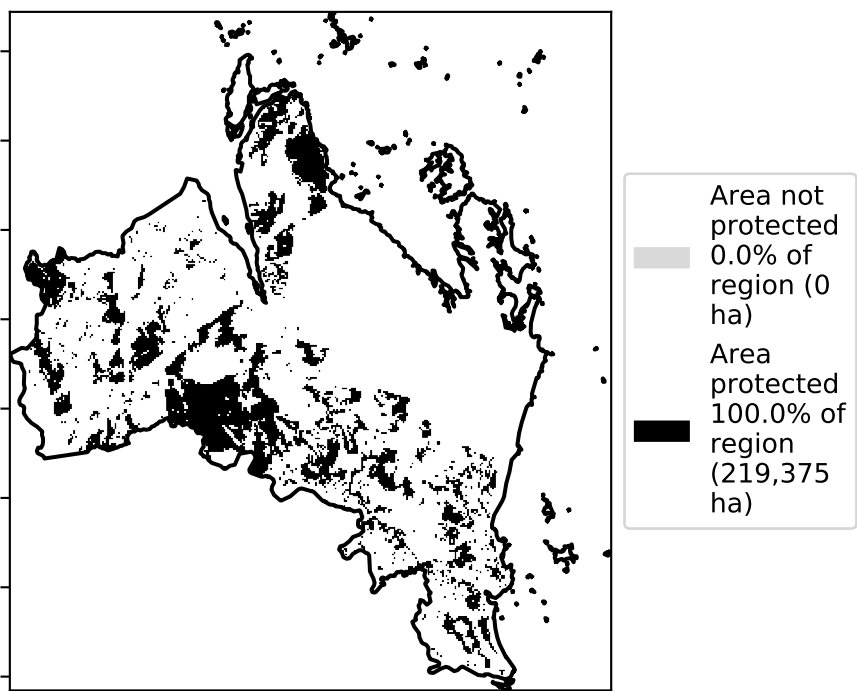 Area not
protected
0.0% of
region (0
ha)
Area
protected
100.0% of
region
(219,375
ha)